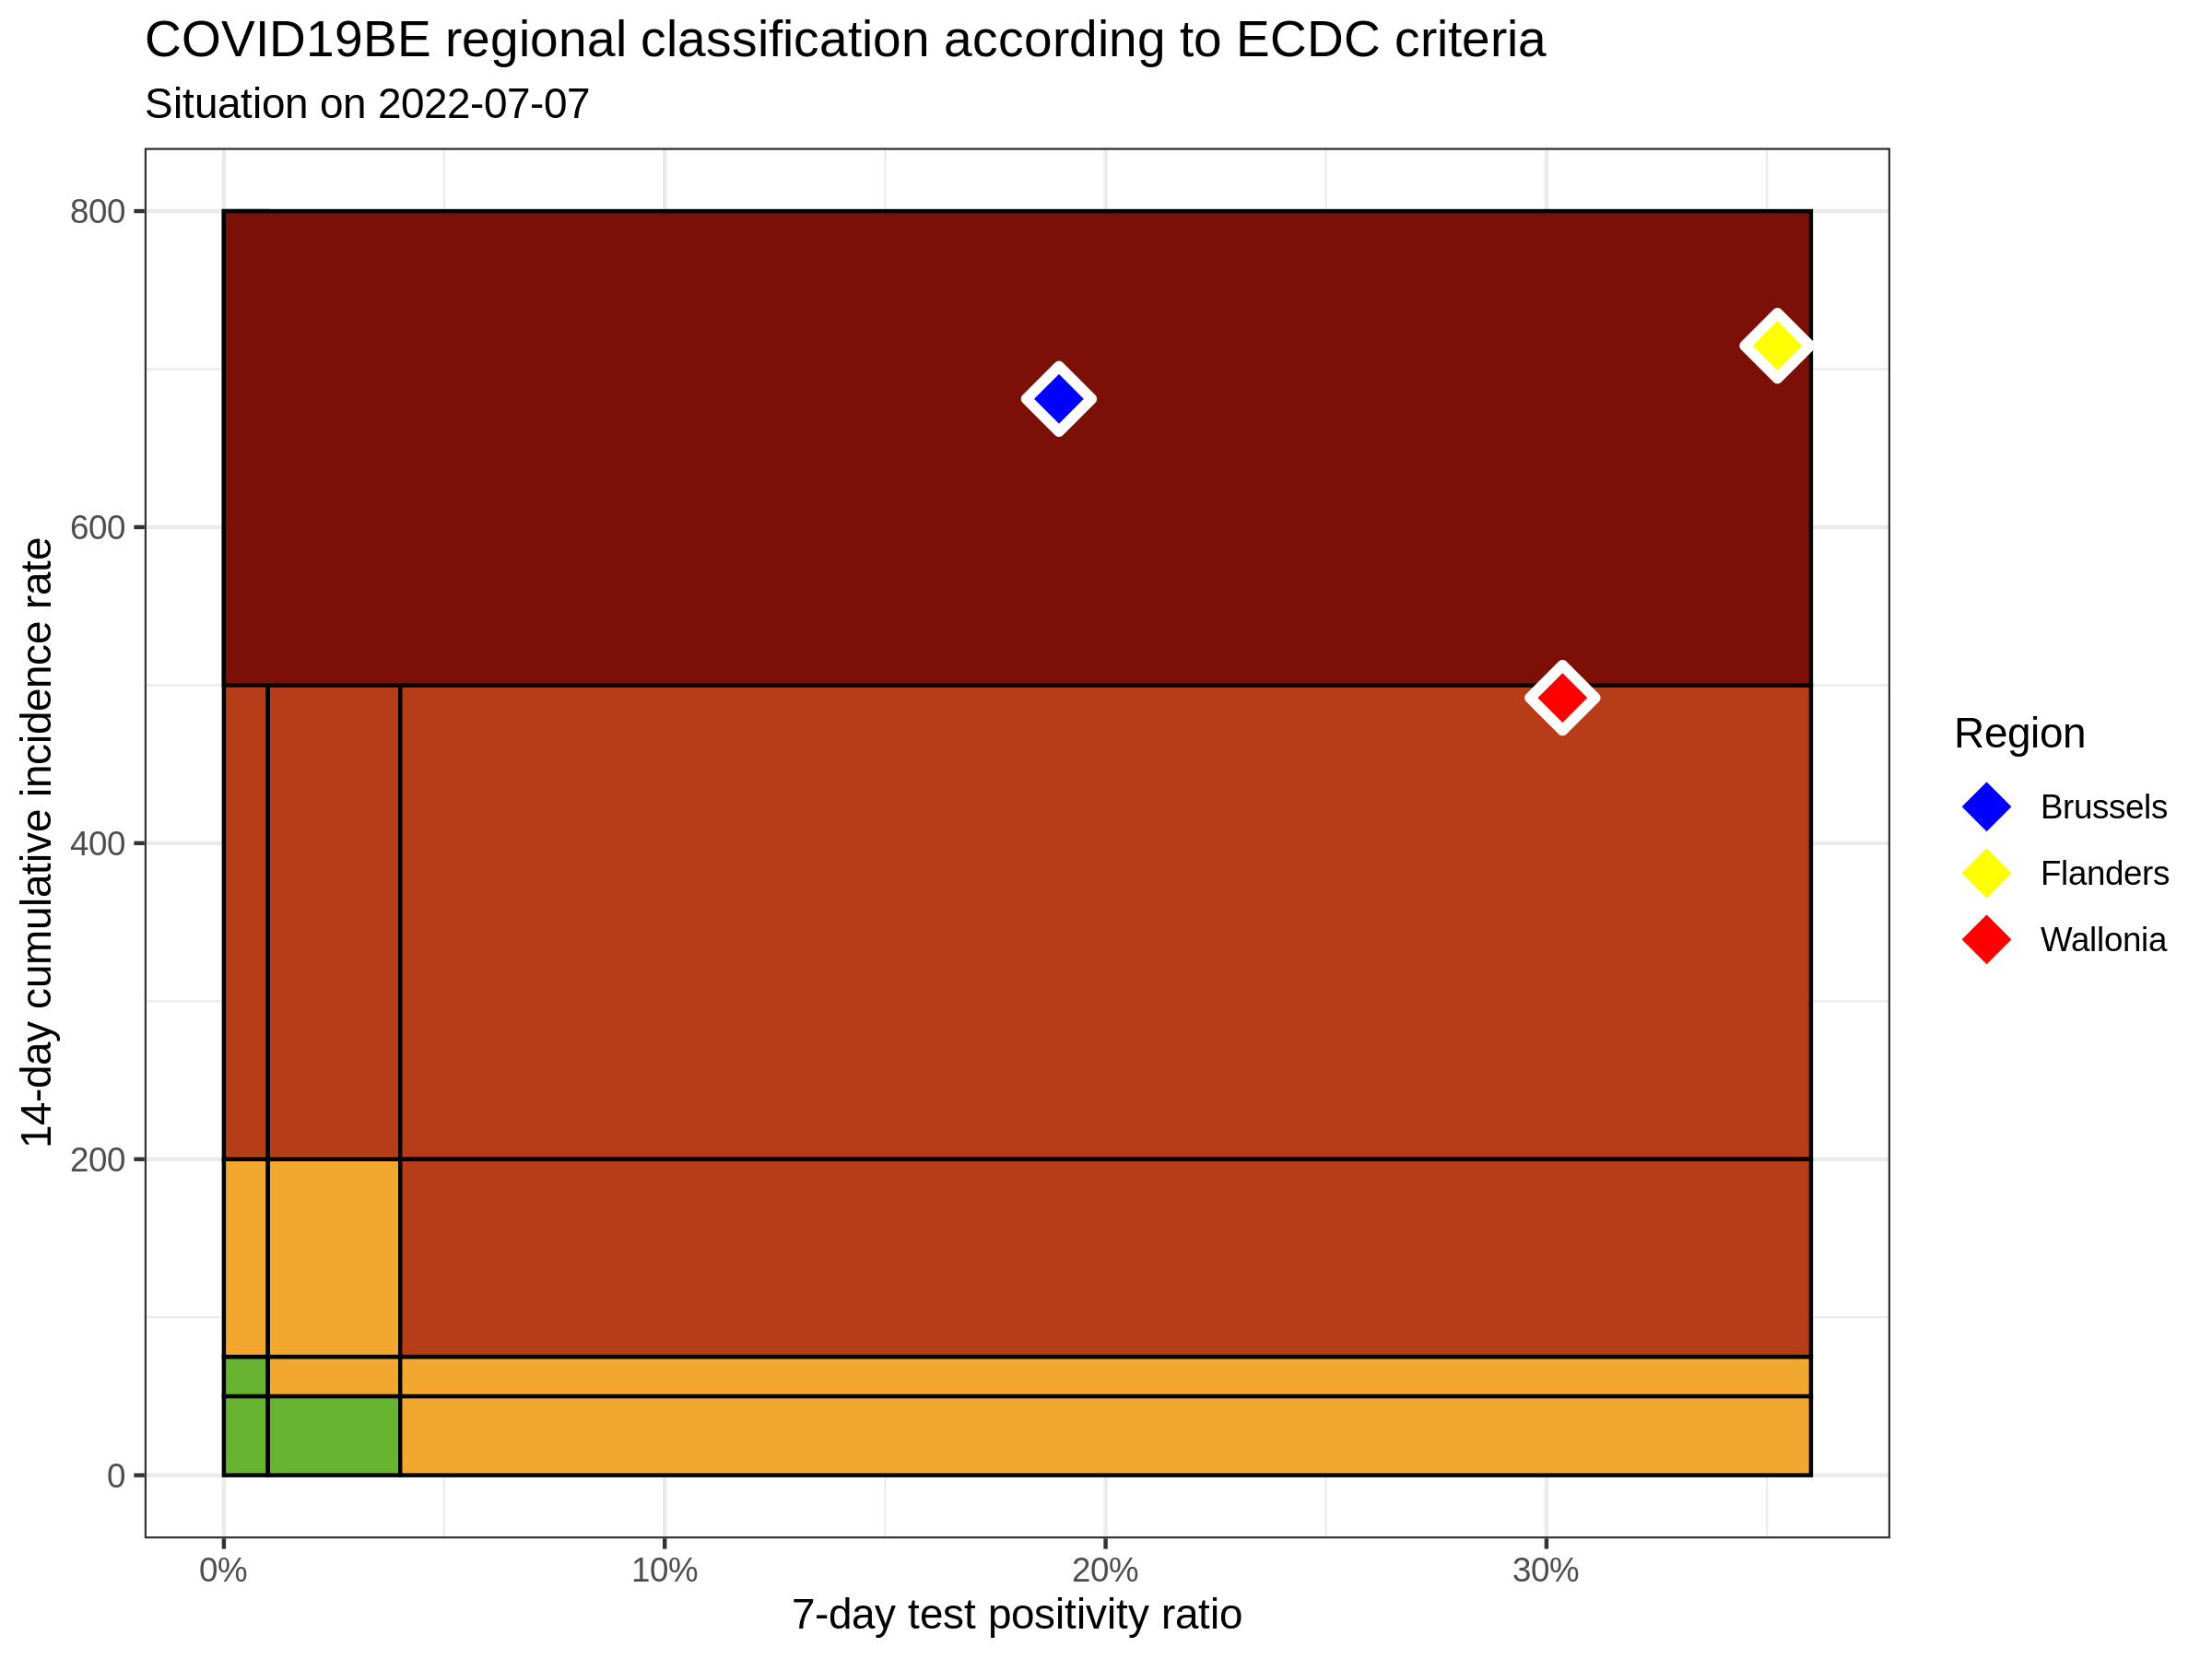 COVID19BE regional classification according to ECDC criteria
Situation on 2022-07-07
14-day cumulative incidence rate
800
600
400
200
0
0%
10%
20%
30%
7-day test positivity ratio
Region
Brussels
Flanders
Wallonia